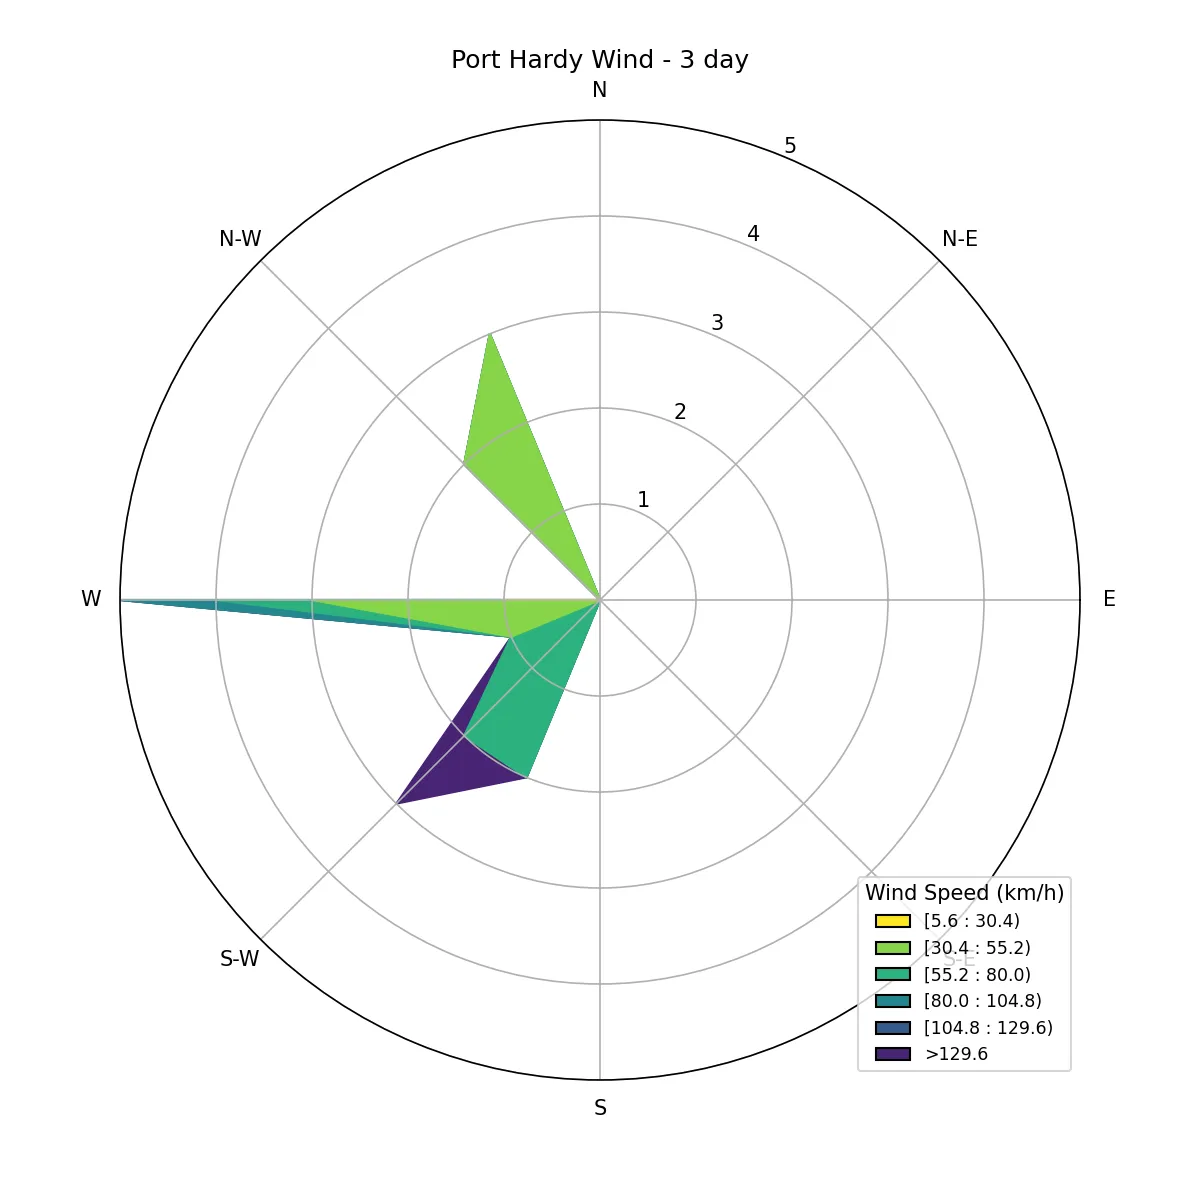 Port Hardy Wind - 3 day
N
5
N-W
4
N-E
3
2
1
W
E
S-W
S-E
S
Wind Speed (km/h)
[5.6 : 30.4)
[30.4 : 55.2)
[55.2 : 80.0)
[80.0 : 104.8)
[104.8 : 129.6)
>129.6